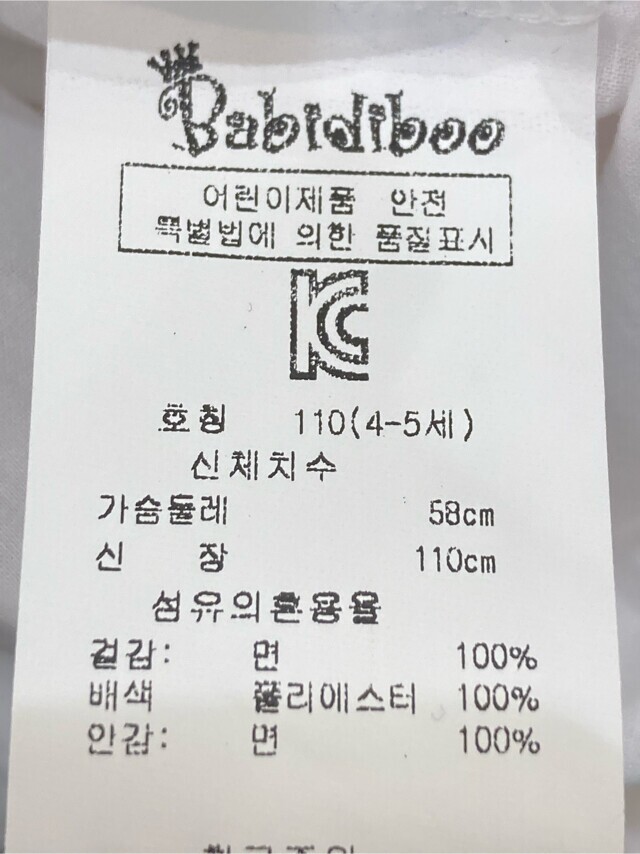 Babidiboo
어린이제품 안전
특별법에 의한 품질표시
KC
호칭 110(4-5세)
신체치수
가슴둘레 58cm
신 장 110cm
섬유의혼용율
겉감: 면 100%
배색 폴리에스터 100%
안감: 면 100%